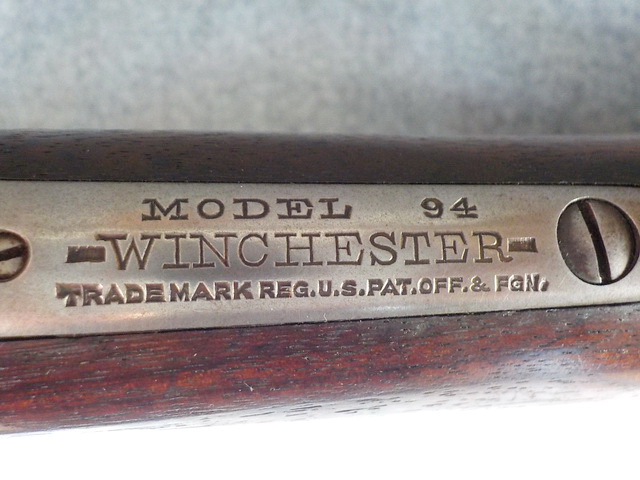 MODEL 94
-WINCHESTER-
TRADE MARK REG. U.S. PAT. OFF. & FGN.